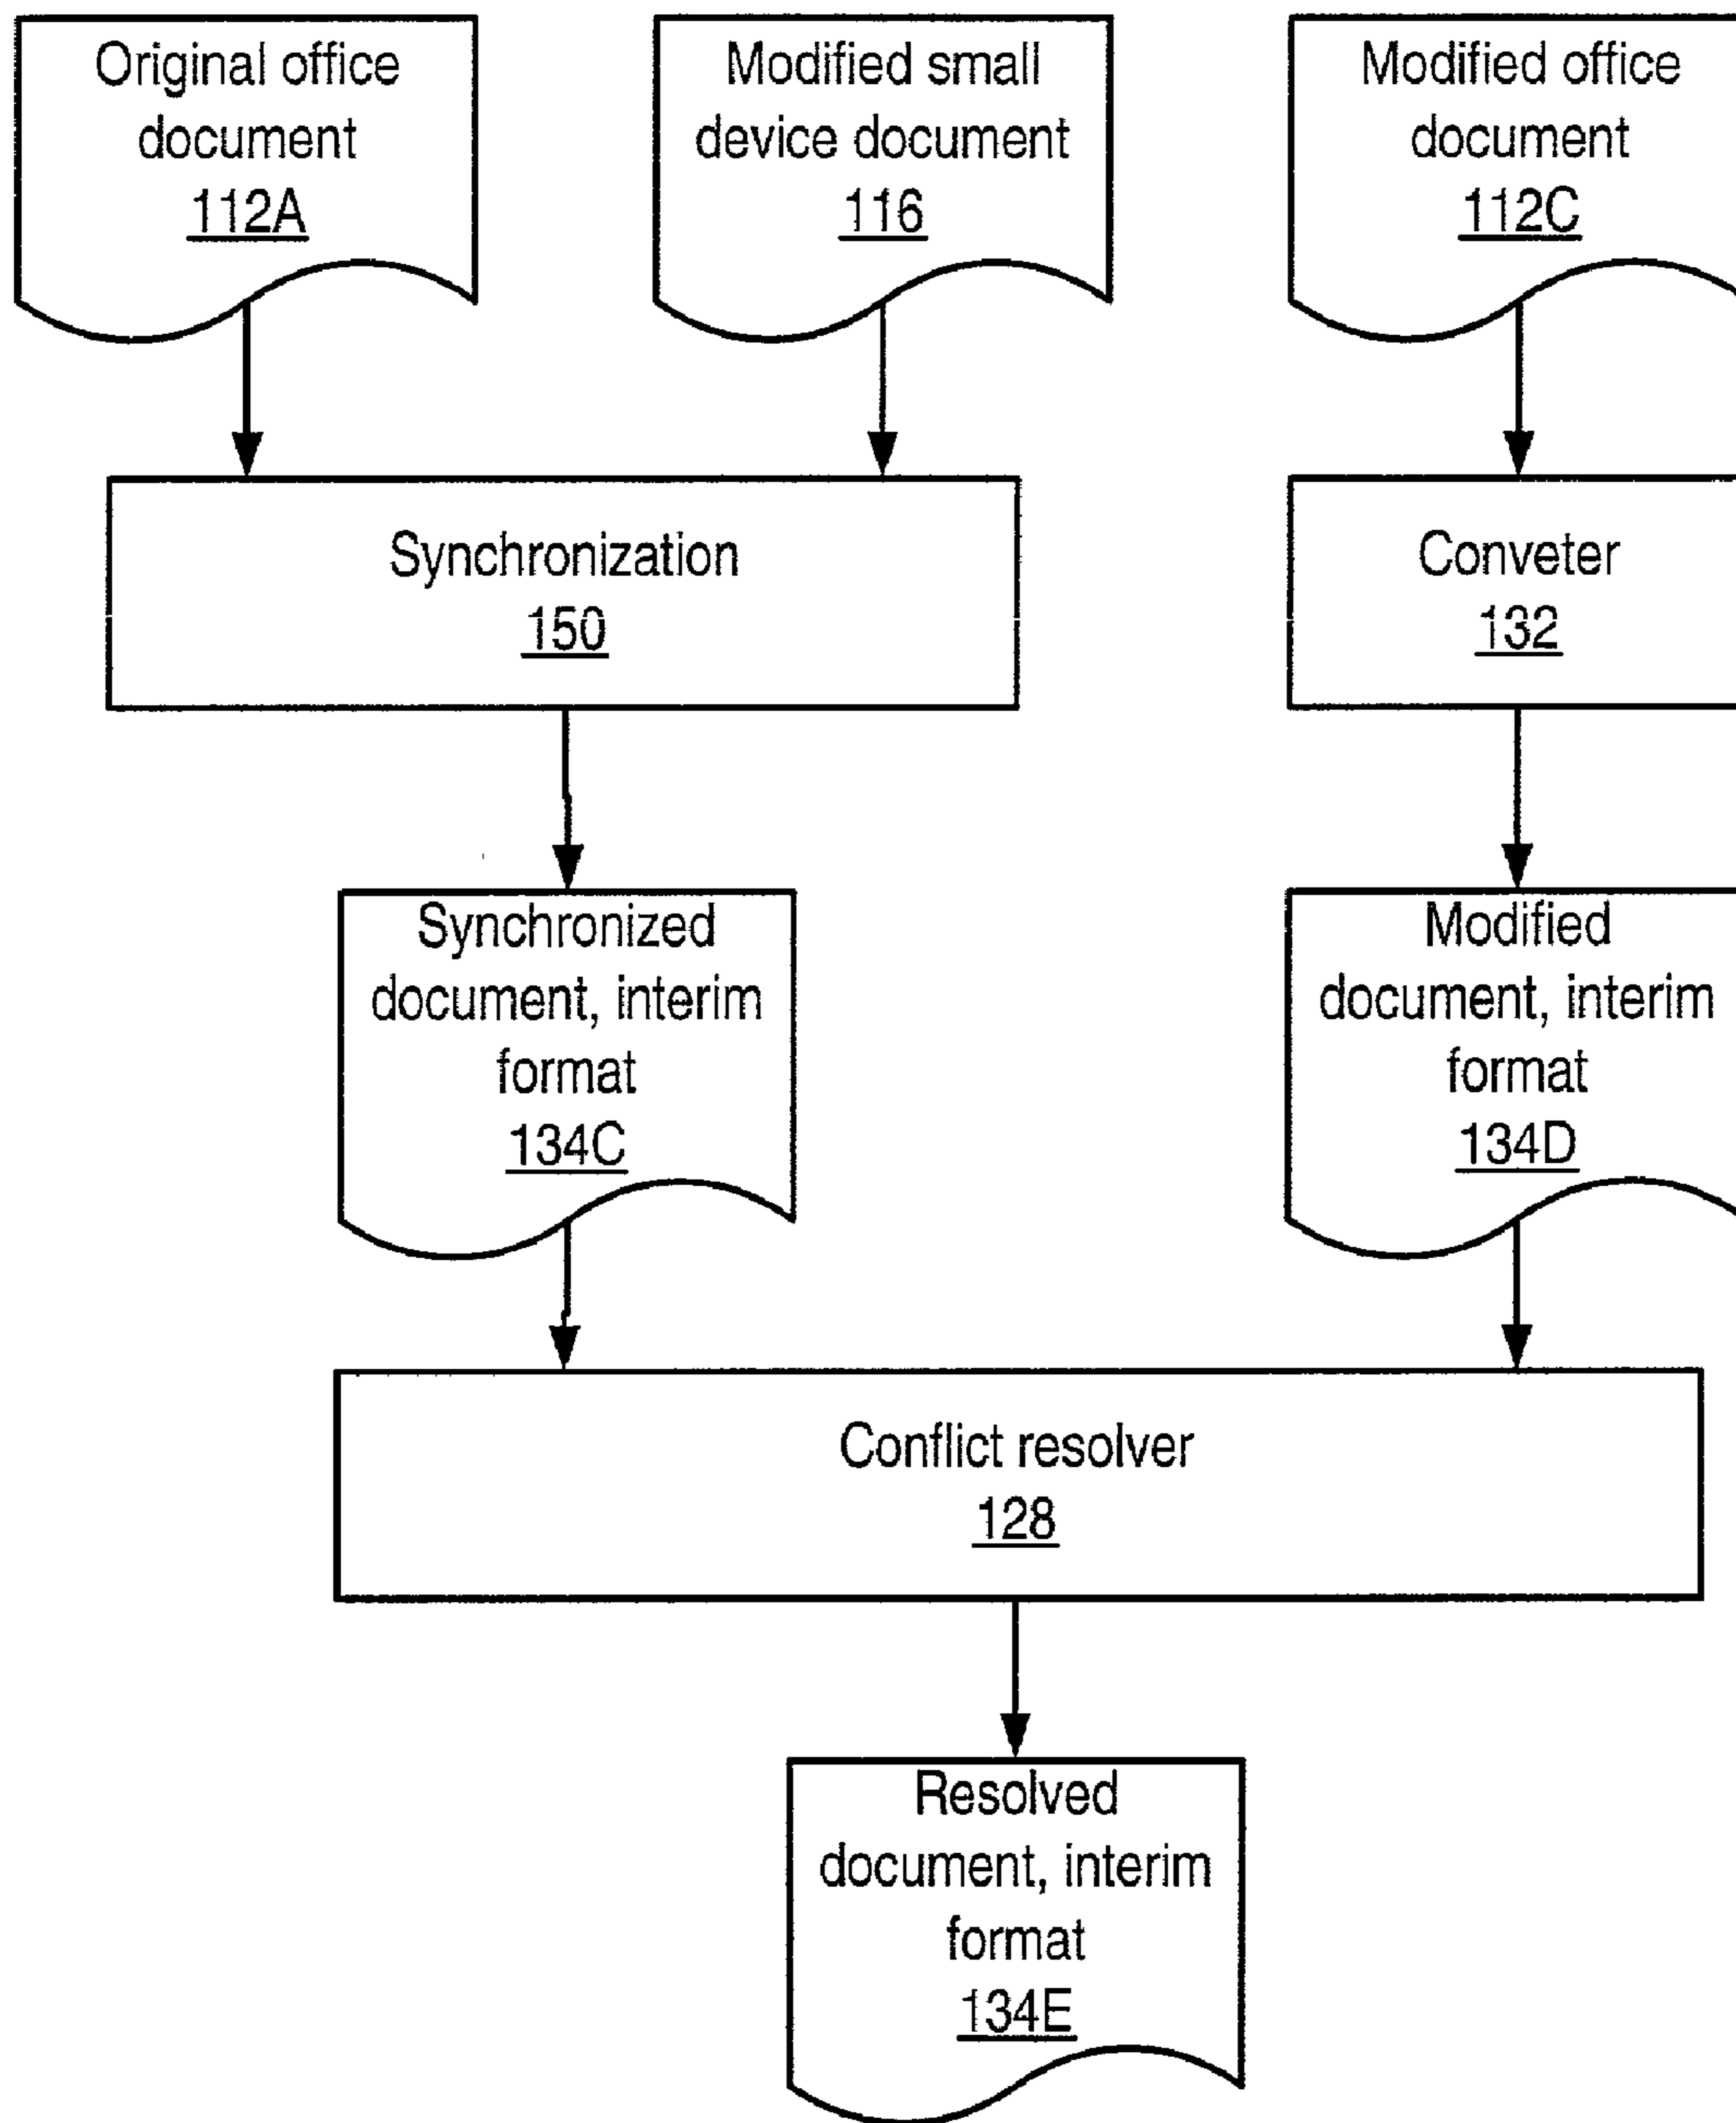 Original office
document
112A
Modified small
device document
116
Modified office
document
112C
Synchronization
150
Conveter
132
Synchronized
document, interim
format
134C
Modified
document, interim
format
134D
Conflict resolver
128
Resolved
document, interim
format
134E